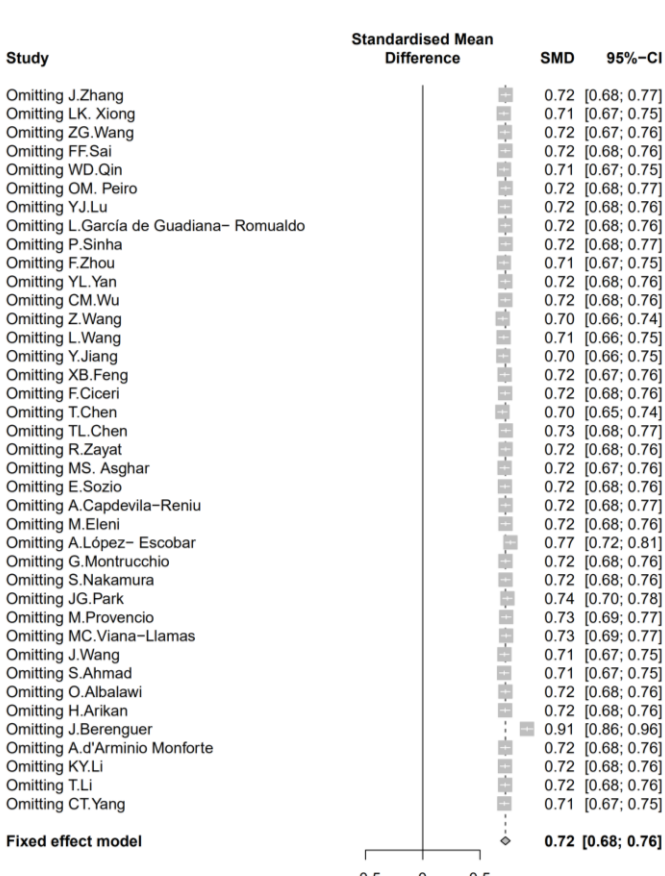 Standardised Mean
Study Difference SMD 95%−CI
Omitting J.Zhang 0.72 [0.68; 0.77]
Omitting LK. Xiong 0.71 [0.67; 0.75]
Omitting ZG.Wang 0.72 [0.67; 0.76]
Omitting FF.Sai 0.72 [0.68; 0.76]
Omitting WD.Qin 0.71 [0.67; 0.75]
Omitting OM. Peiro 0.72 [0.68; 0.77]
Omitting YJ.Lu 0.72 [0.68; 0.76]
Omitting L.García de Guadiana− Romualdo 0.72 [0.68; 0.76]
Omitting P.Sinha 0.72 [0.68; 0.77]
Omitting F.Zhou 0.71 [0.67; 0.75]
Omitting YL.Yan 0.72 [0.68; 0.76]
Omitting CM.Wu 0.72 [0.68; 0.76]
Omitting Z.Wang 0.70 [0.66; 0.74]
Omitting L.Wang 0.71 [0.66; 0.75]
Omitting Y.Jiang 0.70 [0.66; 0.75]
Omitting XB.Feng 0.72 [0.67; 0.76]
Omitting F.Ciceri 0.72 [0.68; 0.76]
Omitting T.Chen 0.70 [0.65; 0.74]
Omitting TL.Chen 0.73 [0.68; 0.77]
Omitting R.Zayat 0.72 [0.68; 0.76]
Omitting MS. Asghar 0.72 [0.67; 0.76]
Omitting E.Sozio 0.72 [0.68; 0.76]
Omitting A.Capdevila−Reniu 0.72 [0.68; 0.77]
Omitting M.Eleni 0.72 [0.68; 0.76]
Omitting A.López− Escobar 0.77 [0.72; 0.81]
Omitting G.Montrucchio 0.72 [0.68; 0.76]
Omitting S.Nakamura 0.72 [0.68; 0.76]
Omitting JG.Park 0.74 [0.70; 0.78]
Omitting M.Provencio 0.73 [0.69; 0.77]
Omitting MC.Viana−Llamas 0.73 [0.69; 0.77]
Omitting J.Wang 0.71 [0.67; 0.75]
Omitting S.Ahmad 0.71 [0.67; 0.75]
Omitting O.Albalawi 0.72 [0.68; 0.76]
Omitting H.Arikan 0.72 [0.68; 0.76]
Omitting J.Berenguer 0.91 [0.86; 0.96]
Omitting A.d'Arminio Monforte 0.72 [0.68; 0.76]
Omitting KY.Li 0.72 [0.68; 0.76]
Omitting T.Li 0.72 [0.68; 0.76]
Omitting CT.Yang 0.71 [0.67; 0.75]
Fixed effect model 0.72 [0.68; 0.76]